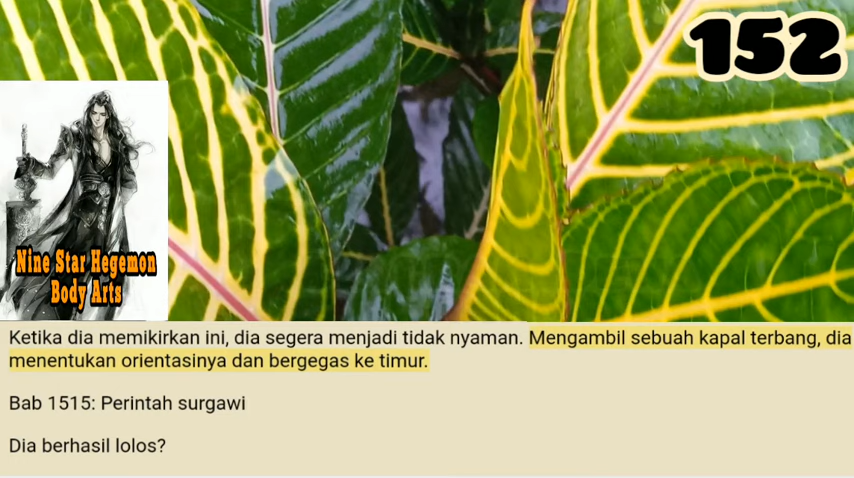 152
Nine Star Hegemon
Body Arts
Ketika dia memikirkan ini, dia segera menjadi tidak nyaman. Mengambil sebuah kapal terbang, dia
menentukan orientasinya dan bergegas ke timur.
Bab 1515: Perintah surgawi
Dia berhasil lolos?